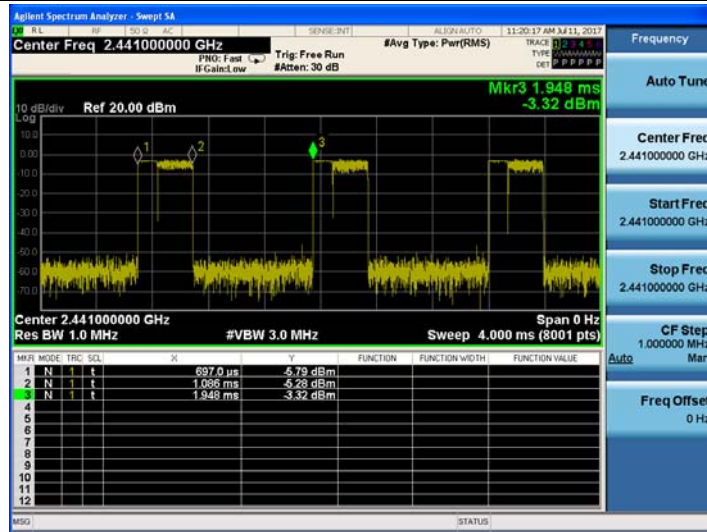 Agilent Spectrum Analyzer - Swept SA
RL RF 50 Ω AC SENSE:INT ALIGN AUTO 11:20:17 AM Jul 11, 2017
Center Freq 2.441000000 GHz
PNO: Fast
IFGain:Low
Trig: Free Run
#Atten: 30 dB
#Avg Type: Pwr(RMS)
TRACE 1 2 3 4 5 6
TYPE
DET P P P P P P
Frequency
Mkr3 1.948 ms
-3.32 dBm
10 dB/div Ref 20.00 dBm
Log
10.0
0.00
-10.0
-20.0
-30.0
-40.0
-50.0
-60.0
-70.0
1
2
3
Center 2.441000000 GHz Span 0 Hz
Res BW 1.0 MHz #VBW 3.0 MHz Sweep 4.000 ms (8001 pts)
MKR MODE TRC SCL X Y FUNCTION FUNCTION WIDTH FUNCTION VALUE
1 N 1 t 697.0 µs -5.79 dBm
2 N 1 t 1.086 ms -5.28 dBm
3 N 1 t 1.948 ms -3.32 dBm
4
5
6
7
8
9
10
11
12
MSG STATUS
Auto Tune
Center Freq
2.441000000 GHz
Start Freq
2.441000000 GHz
Stop Freq
2.441000000 GHz
CF Step
1.000000 MHz
Auto Man
Freq Offset
0 Hz